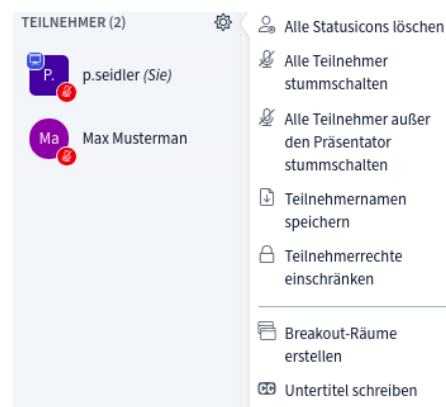 TEILNEHMER (2)
P.
p.seidler (Sie)
Ma
Max Musterman
Alle Statusicons löschen
Alle Teilnehmer
stummschalten
Alle Teilnehmer außer
den Präsentator
stummschalten
Teilnehmernamen
speichern
Teilnehmerrechte
einschränken
Breakout-Räume
erstellen
CC
Untertitel schreiben